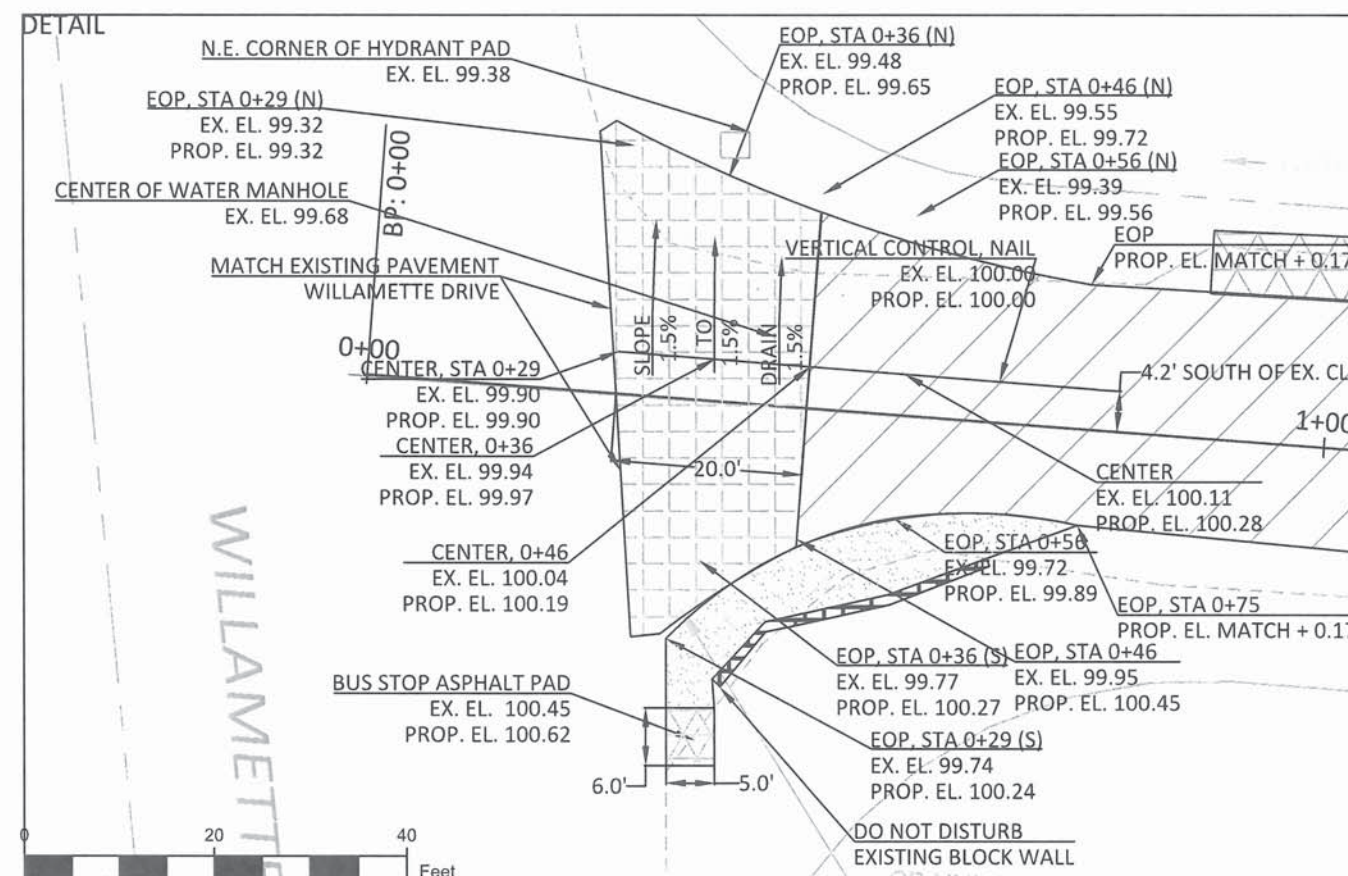 DETAIL
N.E. CORNER OF HYDRANT PAD
EX. EL. 99.38
EOP, STA 0+36 (N)
EX. EL. 99.48
PROP. EL. 99.65
EOP, STA 0+29 (N)
EX. EL. 99.32
PROP. EL. 99.32
EOP, STA 0+46 (N)
EX. EL. 99.55
PROP. EL. 99.72
BP: 0+00
CENTER OF WATER MANHOLE
EX. EL. 99.68
EOP, STA 0+56 (N)
EX. EL. 99.39
PROP. EL. 99.56
MATCH EXISTING PAVEMENT
WILLAMETTE DRIVE
VERTICAL CONTROL, NAIL
EX. EL. 100.00
PROP. EL. 100.00
EOP
PROP. EL. MATCH + 0.17
SLOPE
1.5%
TO
1.5%
DRAIN
1.5%
0+00
CENTER, STA 0+29
EX. EL. 99.90
PROP. EL. 99.90
4.2' SOUTH OF EX. CL
1+00
CENTER, 0+36
EX. EL. 99.94
PROP. EL. 99.97
20.0'
CENTER
EX. EL. 100.11
PROP. EL. 100.28
CENTER, 0+46
EX. EL. 100.04
PROP. EL. 100.19
EOP, STA 0+56
EX. EL. 99.72
PROP. EL. 99.89
EOP, STA 0+75
PROP. EL. MATCH + 0.17
WILLAMETTE
EOP, STA 0+36 (S)
EX. EL. 99.77
PROP. EL. 100.27
EOP, STA 0+46
EX. EL. 99.95
PROP. EL. 100.45
BUS STOP ASPHALT PAD
EX. EL. 100.45
PROP. EL. 100.62
EOP, STA 0+29 (S)
EX. EL. 99.74
PROP. EL. 100.24
6.0'
5.0'
DO NOT DISTURB
EXISTING BLOCK WALL
0 20 40
Feet